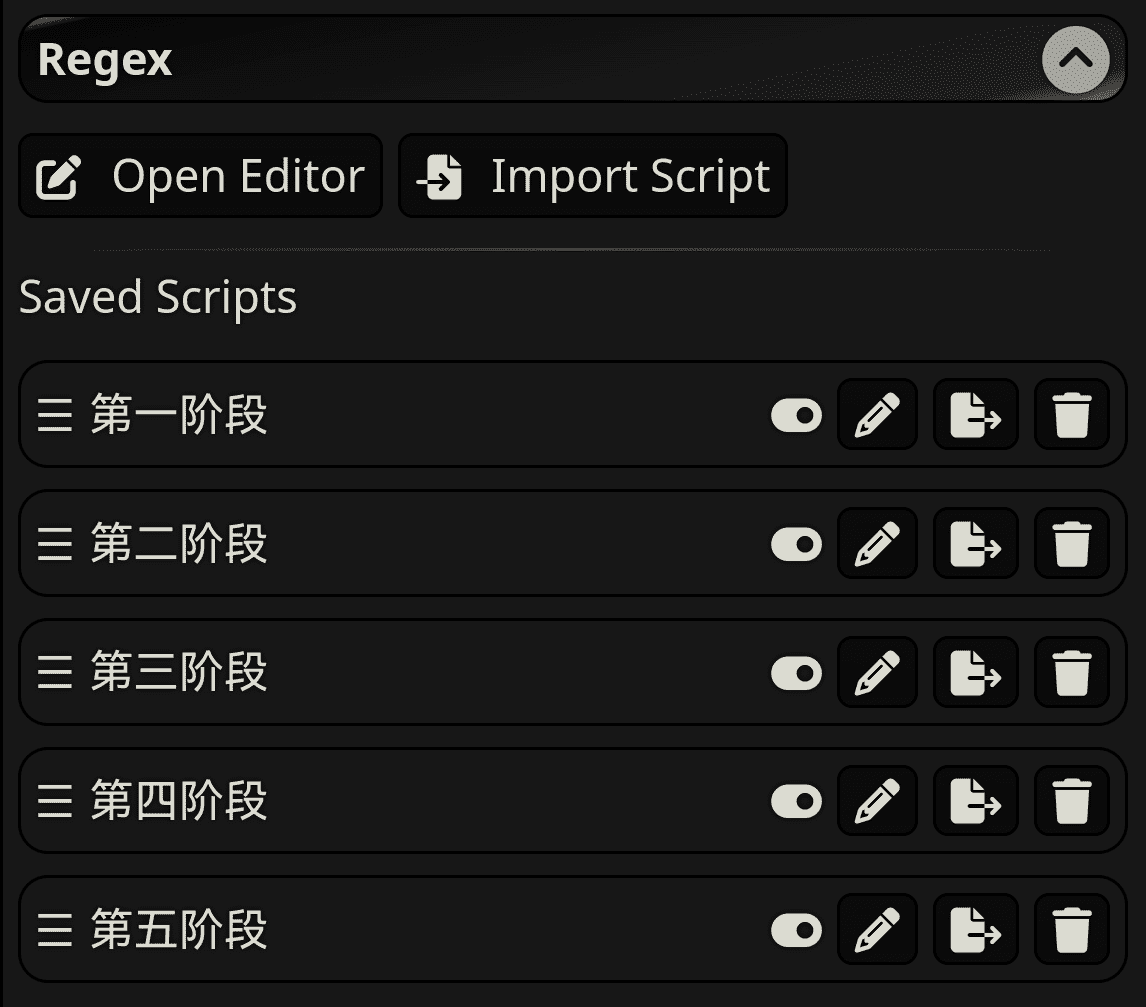 Regex
Open Editor
Import Script
Saved Scripts
第一阶段
第二阶段
第三阶段
第四阶段
第五阶段